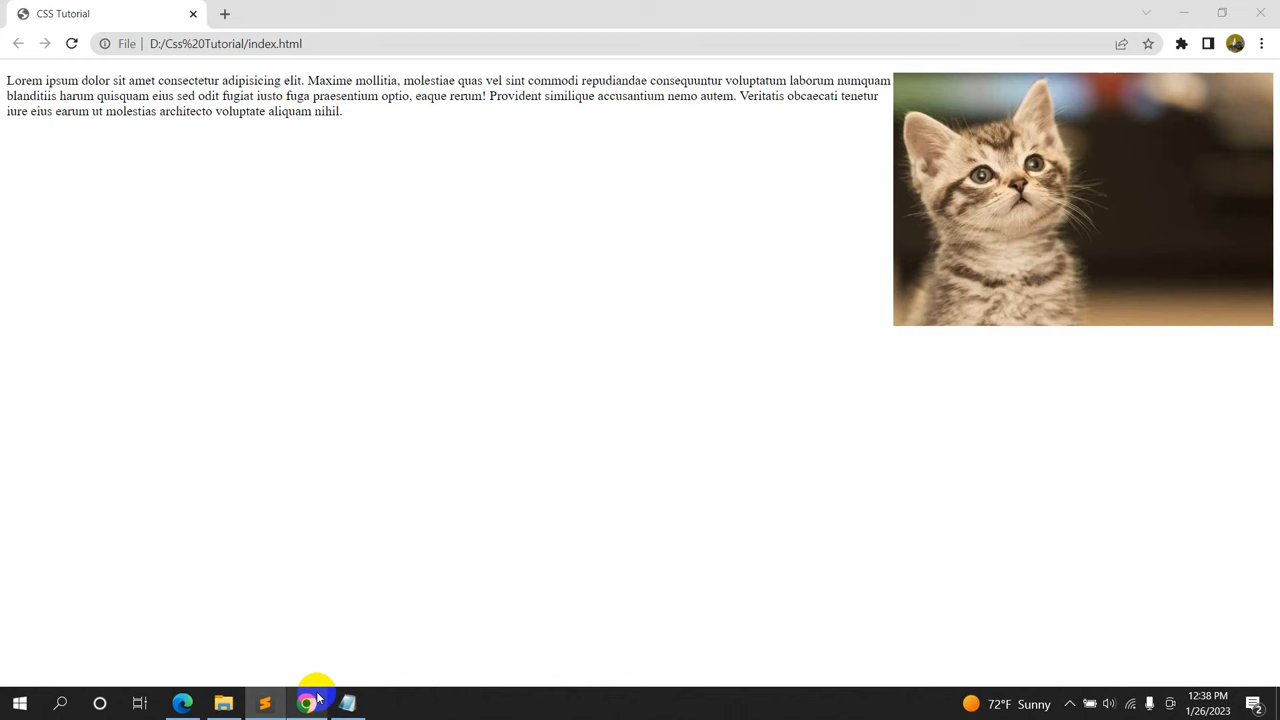 CSS Tutorial
File
D:/Css%20Tutorial/index.html
Lorem ipsum dolor sit amet consectetur adipisicing elit. Maxime mollitia, molestiae quas vel sint commodi repudiandae consequuntur voluptatum laborum numquam
blanditiis harum quisquam eius sed odit fugiat iusto fuga praesentium optio, eaque rerum! Provident similique accusantium nemo autem. Veritatis obcaecati tenetur
iure eius earum ut molestias architecto voluptate aliquam nihil.
72°F Sunny
12:38 PM
1/26/2023
2